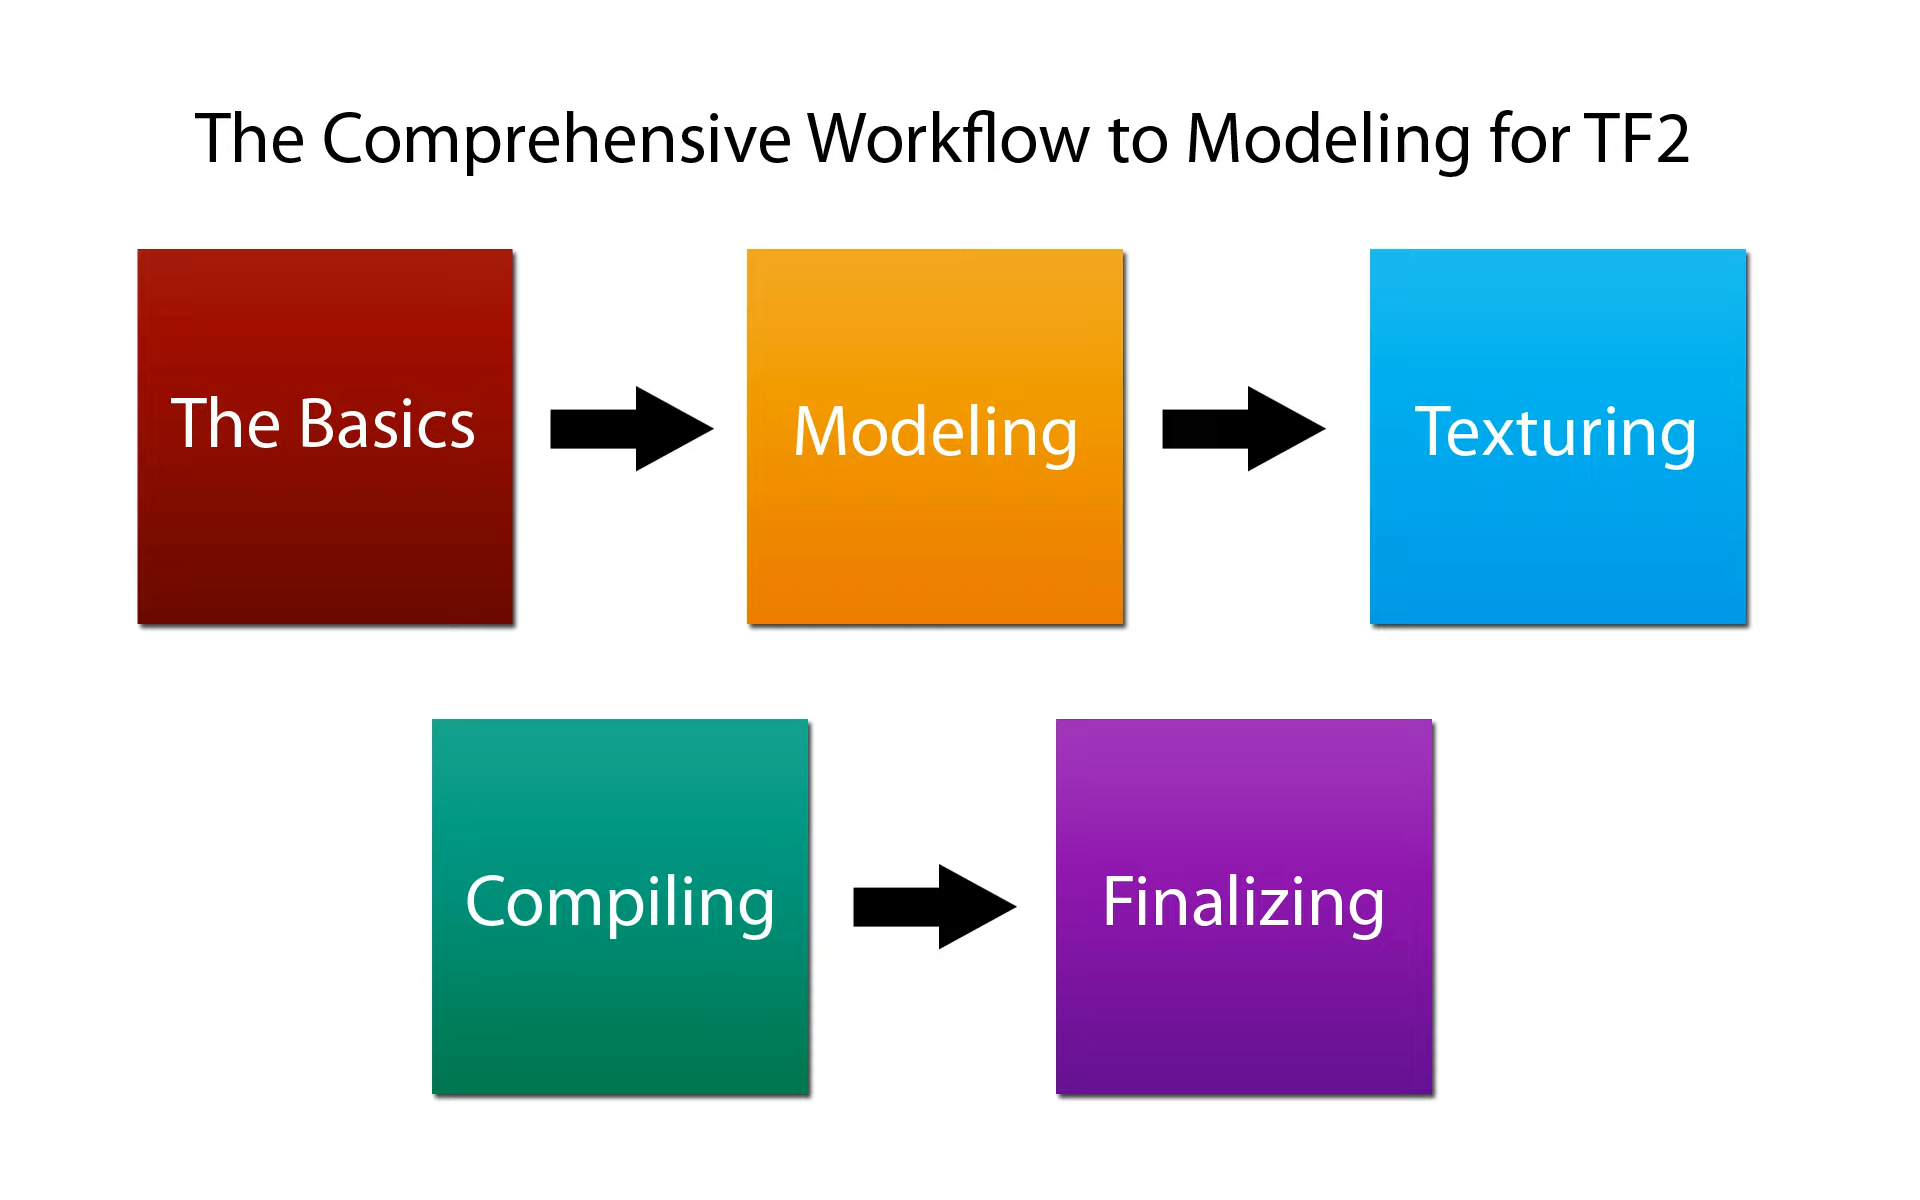 The Comprehensive Workflow to Modeling for TF2
The Basics
Modeling
Texturing
Compiling
Finalizing